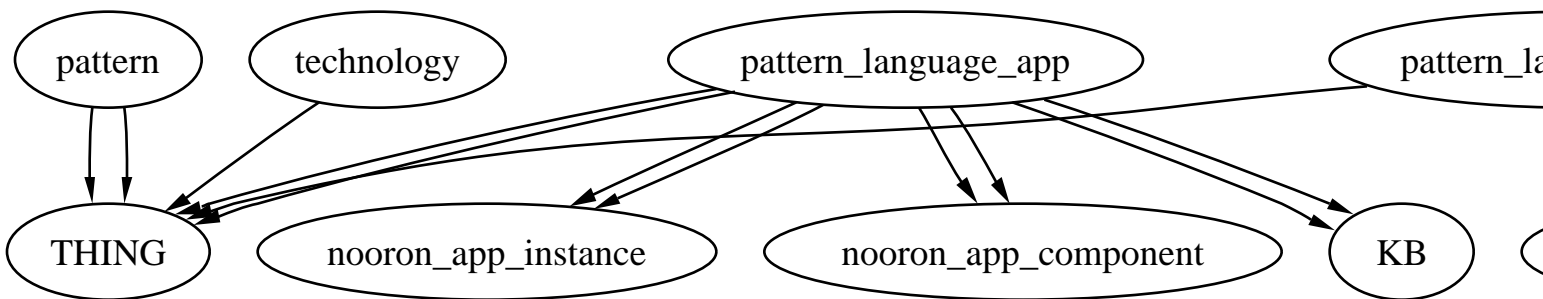 pattern
technology
pattern_language_app
THING
nooron_app_instance
nooron_app_component
KB